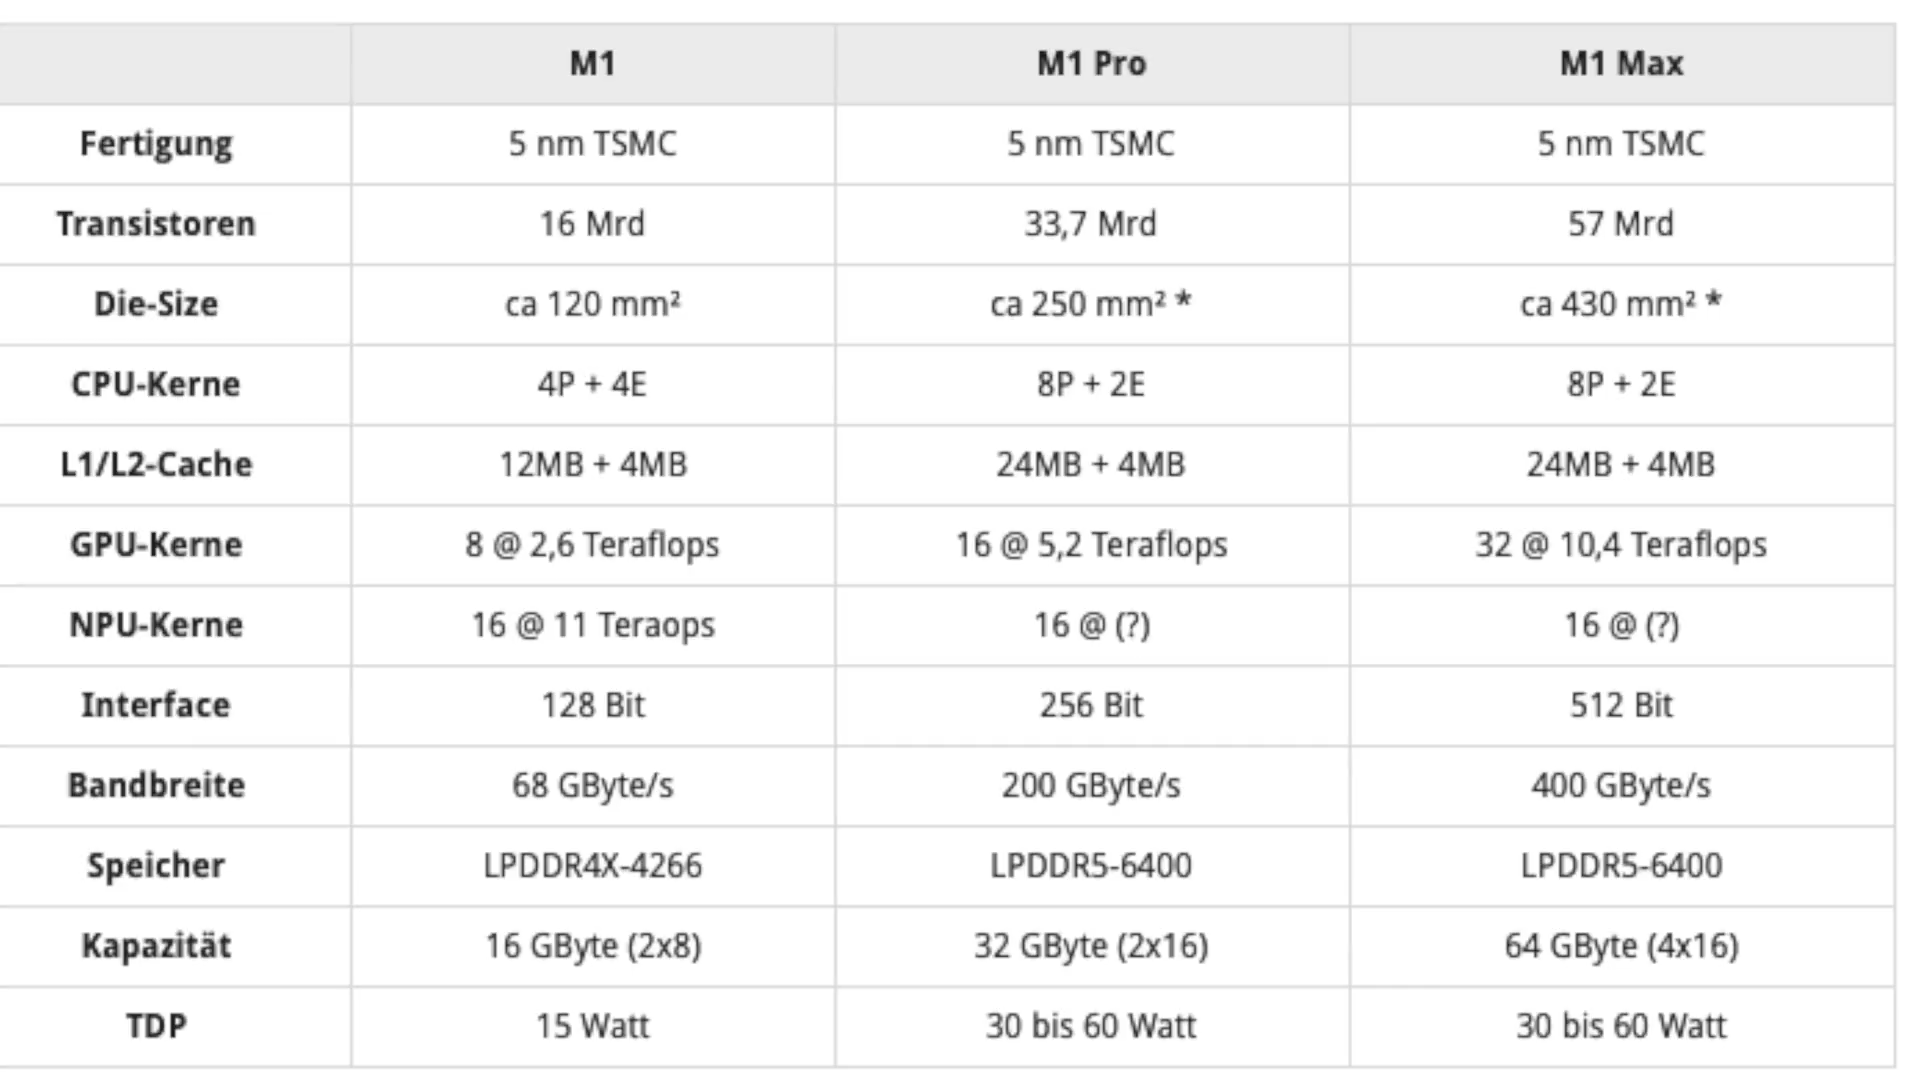 M1 M1 Pro M1 Max
Fertigung 5 nm TSMC 5 nm TSMC 5 nm TSMC
Transistoren 16 Mrd 33,7 Mrd 57 Mrd
Die-Size ca 120 mm² ca 250 mm² * ca 430 mm² *
CPU-Kerne 4P + 4E 8P + 2E 8P + 2E
L1/L2-Cache 12MB + 4MB 24MB + 4MB 24MB + 4MB
GPU-Kerne 8 @ 2,6 Teraflops 16 @ 5,2 Teraflops 32 @ 10,4 Teraflops
NPU-Kerne 16 @ 11 Teraops 16 @ (?) 16 @ (?)
Interface 128 Bit 256 Bit 512 Bit
Bandbreite 68 GByte/s 200 GByte/s 400 GByte/s
Speicher LPDDR4X-4266 LPDDR5-6400 LPDDR5-6400
Kapazität 16 GByte (2x8) 32 GByte (2x16) 64 GByte (4x16)
TDP 15 Watt 30 bis 60 Watt 30 bis 60 Watt